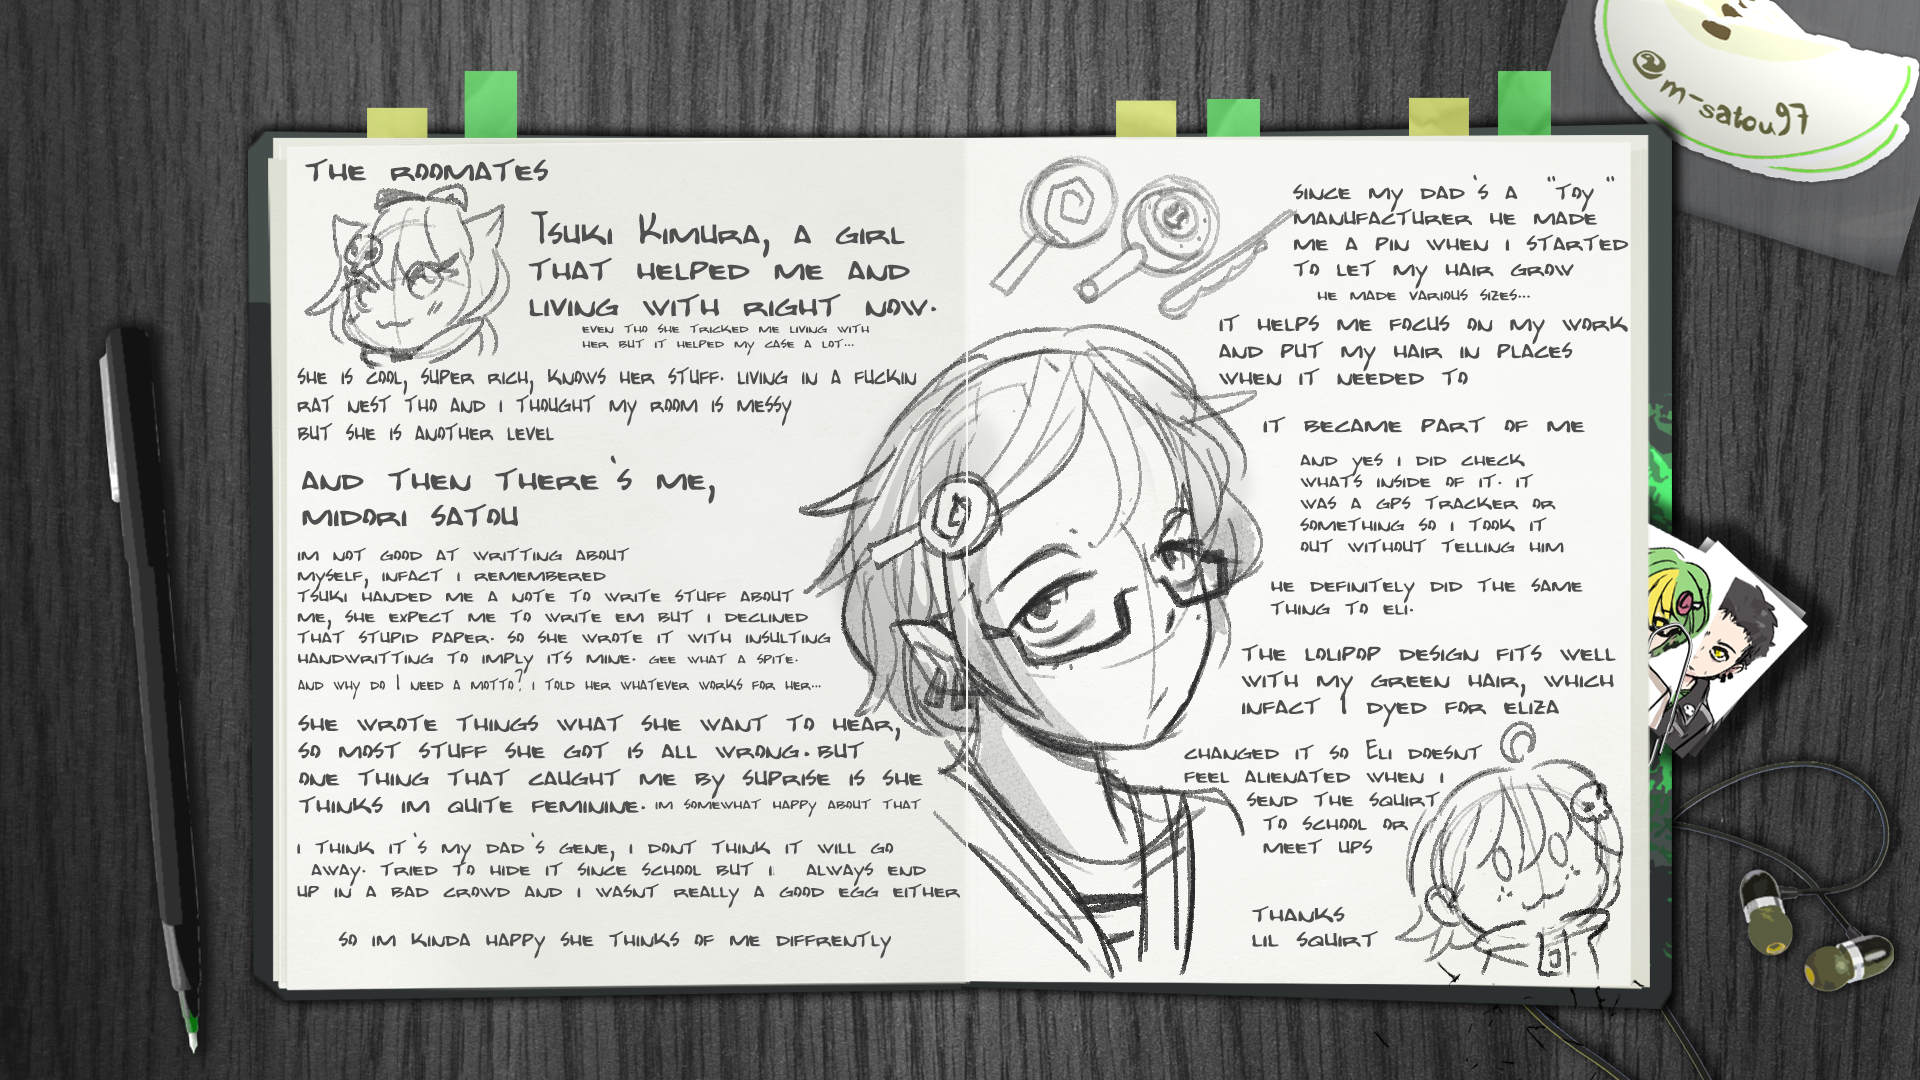 @m-satou97
THE ROOMATES
TSUKI KIMURA, A GIRL
THAT HELPED ME AND
LIVING WITH RIGHT NOW.
EVEN THO SHE TRICKED ME LIVING WITH
HER BUT IT HELPED MY CASE A LOT...
SHE IS COOL, SUPER RICH, KNOWS HER STUFF. LIVING IN A FUCKIN
RAT NEST THO AND I THOUGHT MY ROOM IS MESSY
BUT SHE IS ANOTHER LEVEL
AND THEN THERE'S ME,
MIDORI SATOU
IM NOT GOOD AT WRITTING ABOUT
MYSELF, INFACT I REMEMBERED
TSUKI HANDED ME A NOTE TO WRITE STUFF ABOUT
ME, SHE EXPECT ME TO WRITE EM BUT I DECLINED
THAT STUPID PAPER. SO SHE WROTE IT WITH INSULTING
HANDWRITTING TO IMPLY ITS MINE. GEE WHAT A SPITE.
AND WHY DO I NEED A MOTTO? I TOLD HER WHATEVER WORKS FOR HER...
SHE WROTE THINGS WHAT SHE WANT TO HEAR,
SO MOST STUFF SHE GOT IS ALL WRONG. BUT
ONE THING THAT CAUGHT ME BY SUPRISE IS SHE
THINKS IM QUITE FEMININE. IM SOMEWHAT HAPPY ABOUT THAT
I THINK IT'S MY DAD'S GENE, I DONT THINK IT WILL GO
AWAY. TRIED TO HIDE IT SINCE SCHOOL BUT I ALWAYS END
UP IN A BAD CROWD AND I WASNT REALLY A GOOD EGG EITHER
SO IM KINDA HAPPY SHE THINKS OF ME DIFFRENTLY
SINCE MY DAD'S A "TOY"
MANUFACTURER HE MADE
ME A PIN WHEN I STARTED
TO LET MY HAIR GROW
HE MADE VARIOUS SIZES...
IT HELPS ME FOCUS ON MY WORK
AND PUT MY HAIR IN PLACES
WHEN IT NEEDED TO
IT BECAME PART OF ME
AND YES I DID CHECK
WHATS INSIDE OF IT. IT
WAS A GPS TRACKER OR
SOMETHING SO I TOOK IT
OUT WITHOUT TELLING HIM
HE DEFINITELY DID THE SAME
THING TO ELI.
THE LOLIPOP DESIGN FITS WELL
WITH MY GREEN HAIR, WHICH
INFACT I DYED FOR ELIZA
CHANGED IT SO ELI DOESNT
FEEL ALIENATED WHEN I
SEND THE SQUIRT
TO SCHOOL OR
MEET UPS
THANKS
LIL SQUIRT